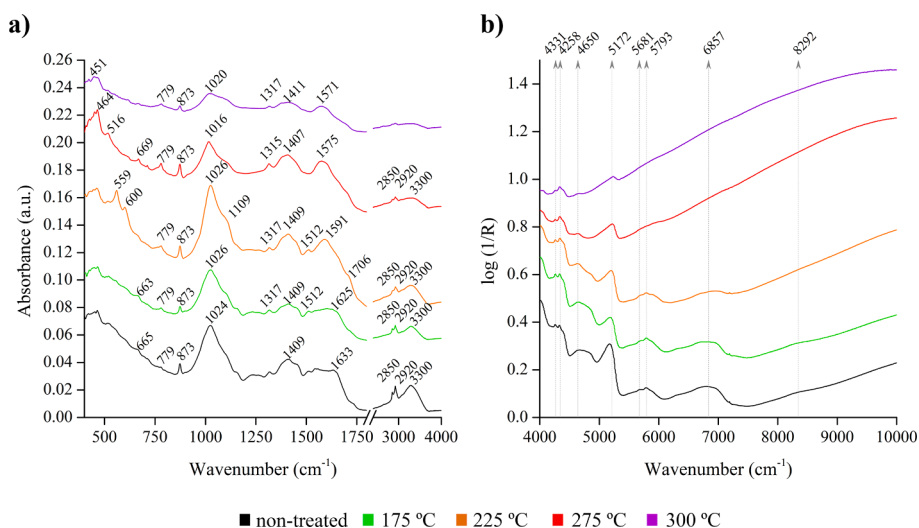 a)
b)
Absorbance (a.u.)
0.26
0.24
0.22
0.20
0.18
0.16
0.14
0.12
0.10
0.08
0.06
0.04
0.02
0.00
451 779 873 1020 1317 1411 1571
464 516 669 779 873 1016 1315 1407 1575 2850 2920 3300
559 600 779 873 1026 1109 1317 1409 1512 1591 1706 2850 2920 3300
663 779 873 1026 1317 1409 1512 1625 2850 2920 3300
665 779 873 1024 1409 1633 2850 2920 3300
500 750 1000 1250 1500 1750 3000 4000
Wavenumber (cm⁻¹)
4331 4258 4650 5172 5681 5793 6857 8292
log (1/R)
1.4
1.2
1.0
0.8
0.6
0.4
0.2
0.0
4000 5000 6000 7000 8000 9000 10000
Wavenumber (cm⁻¹)
non-treated 175 ºC 225 ºC 275 ºC 300 ºC